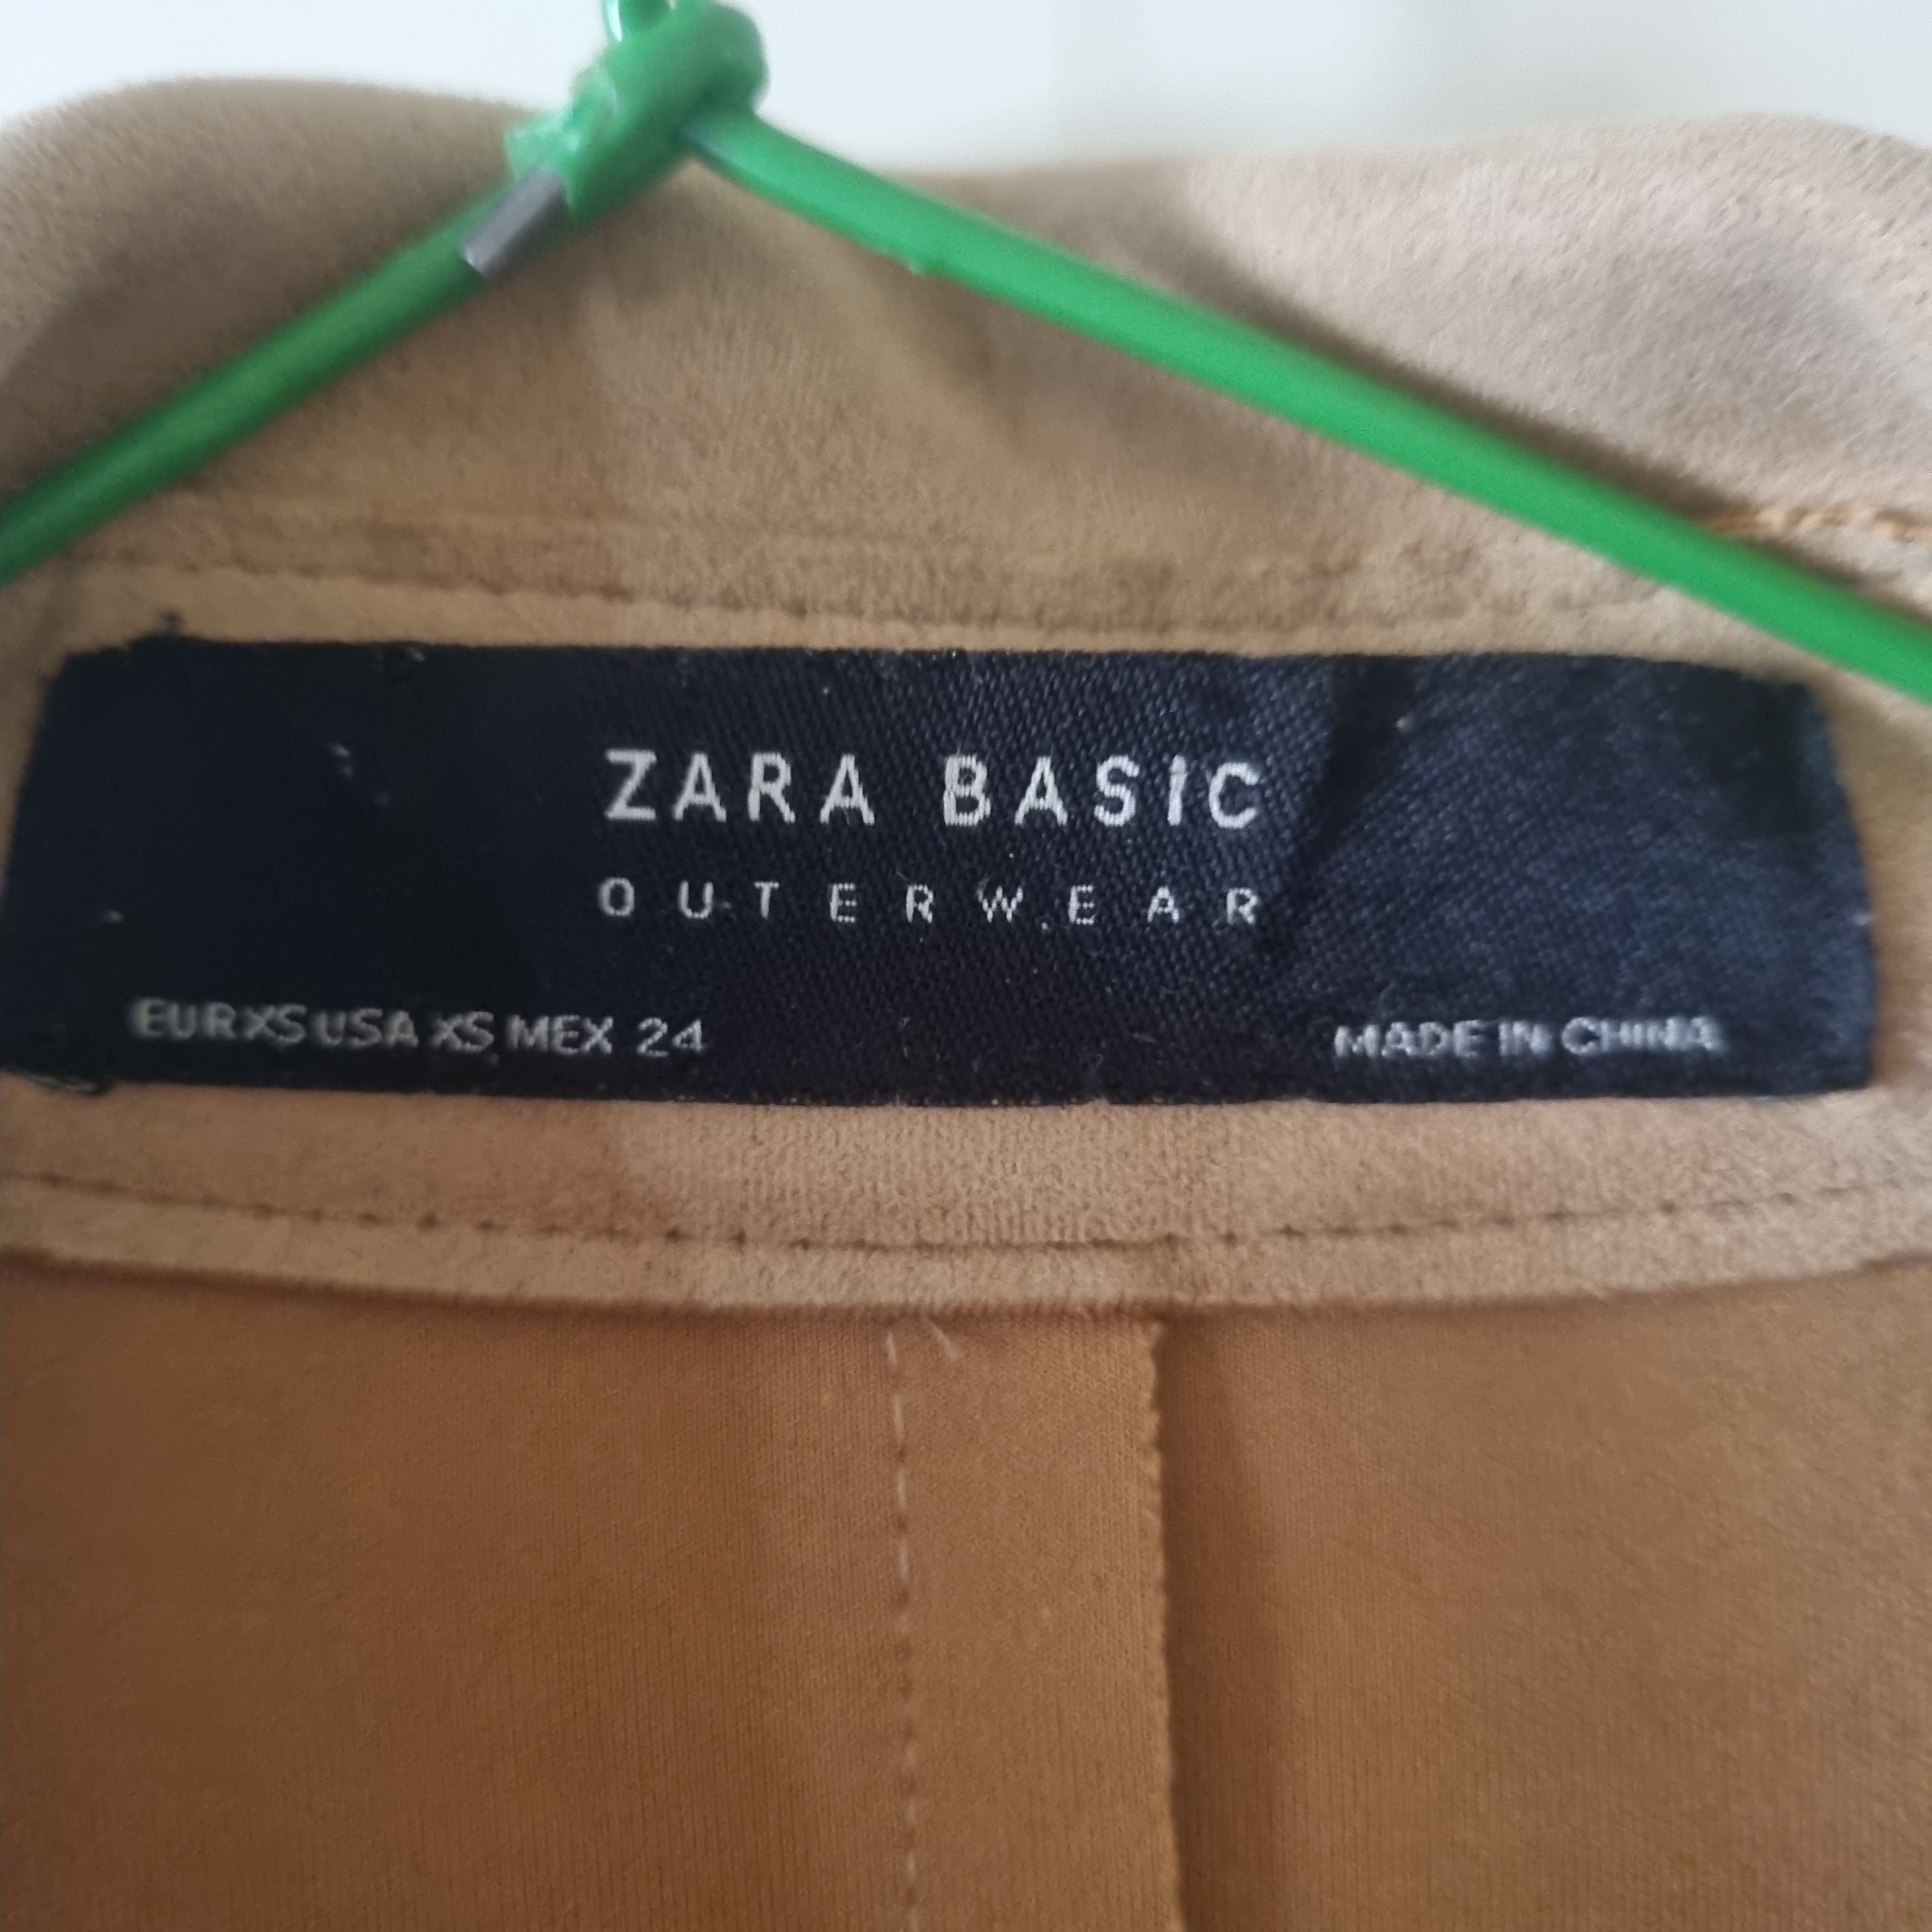 ZARA BASIC
OUTERWEAR
EUR XS USA XS MEX 24
MADE IN CHINA